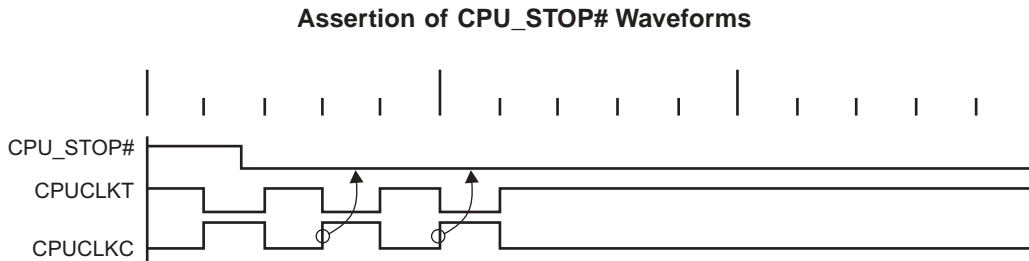 Assertion of CPU_STOP# Waveforms
CPU_STOP#
CPUCLKT
CPUCLKC